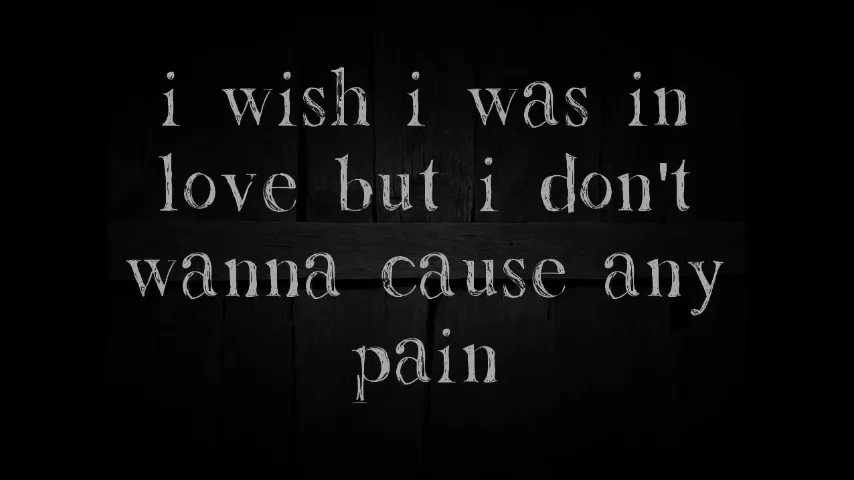 i wish i was in
love but i don't
wanna cause any
pain